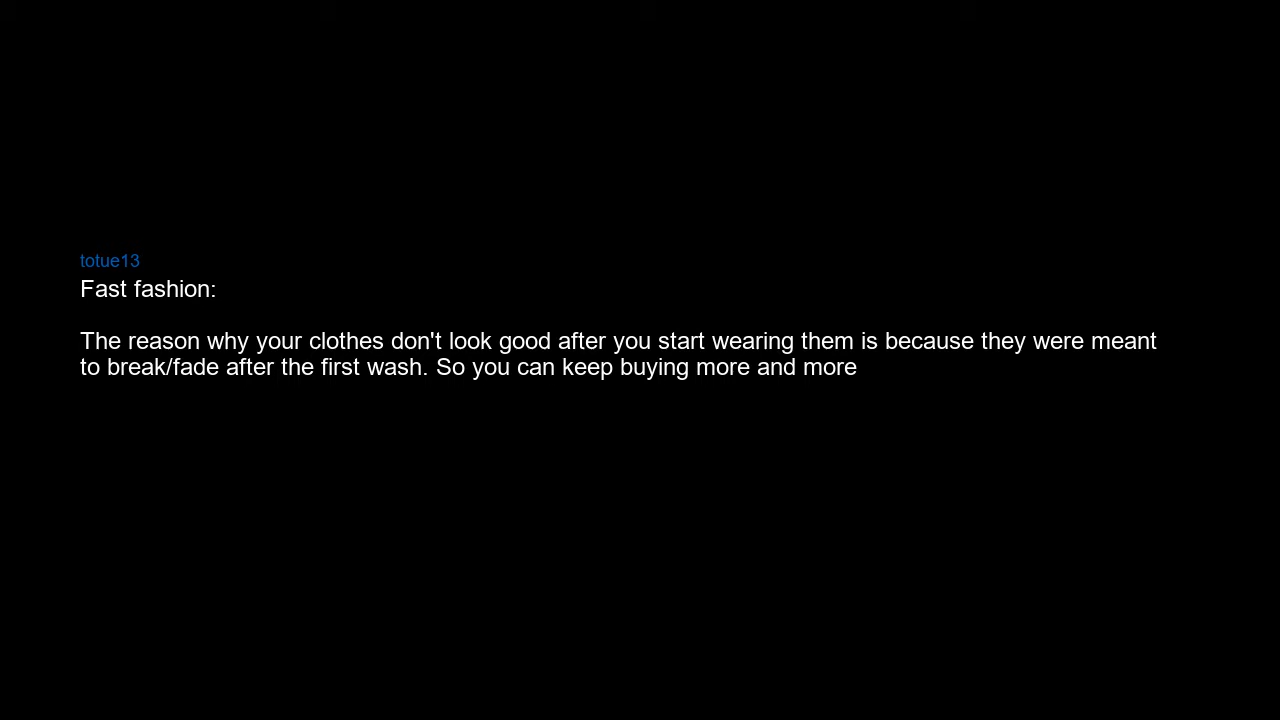 totue13
Fast fashion:
The reason why your clothes don't look good after you start wearing them is because they were meant
to break/fade after the first wash. So you can keep buying more and more